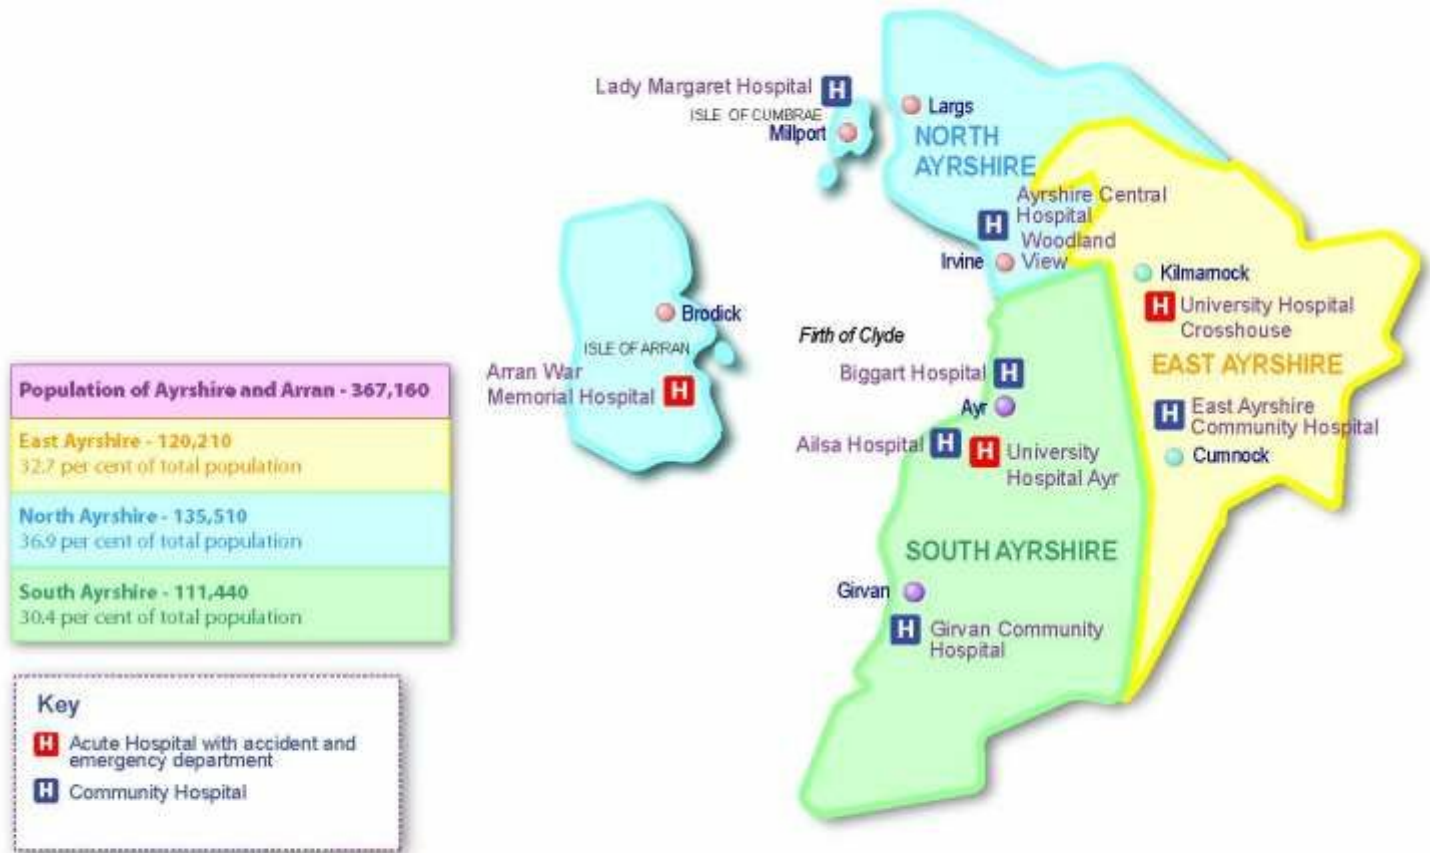 Lady Margaret Hospital H
ISLE OF CUMBRAE
Millport
Largs
NORTH
AYRSHIRE
Ayrshire Central
H Hospital
Woodland
Irvine View
Kilmarnock
H University Hospital
Crosshouse
EAST AYRSHIRE
H East Ayrshire
Community Hospital
Cumnock
Brodick
ISLE OF ARRAN
Arran War
Memorial Hospital H
Firth of Clyde
Biggart Hospital H
Ayr
Ailsa Hospital H
H University
Hospital Ayr
SOUTH AYRSHIRE
Girvan
H Girvan Community
Hospital
Population of Ayrshire and Arran - 367,160
East Ayrshire - 120,210
32.7 per cent of total population
North Ayrshire - 135,510
36.9 per cent of total population
South Ayrshire - 111,440
30.4 per cent of total population
Key
H Acute Hospital with accident and
emergency department
H Community Hospital